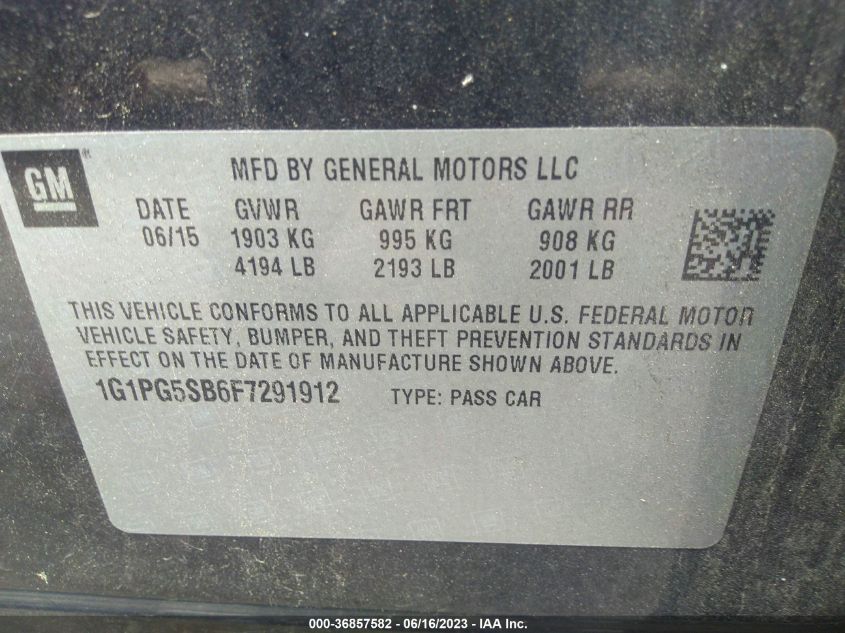 GM
MFD BY GENERAL MOTORS LLC
DATE GVWR GAWR FRT GAWR RR
06/15 1903 KG 995 KG 908 KG
4194 LB 2193 LB 2001 LB
THIS VEHICLE CONFORMS TO ALL APPLICABLE U.S. FEDERAL MOTOR
VEHICLE SAFETY, BUMPER, AND THEFT PREVENTION STANDARDS IN
EFFECT ON THE DATE OF MANUFACTURE SHOWN ABOVE.
1G1PG5SB6F7291912 TYPE: PASS CAR
000-36857582 - 06/16/2023 - IAA Inc.